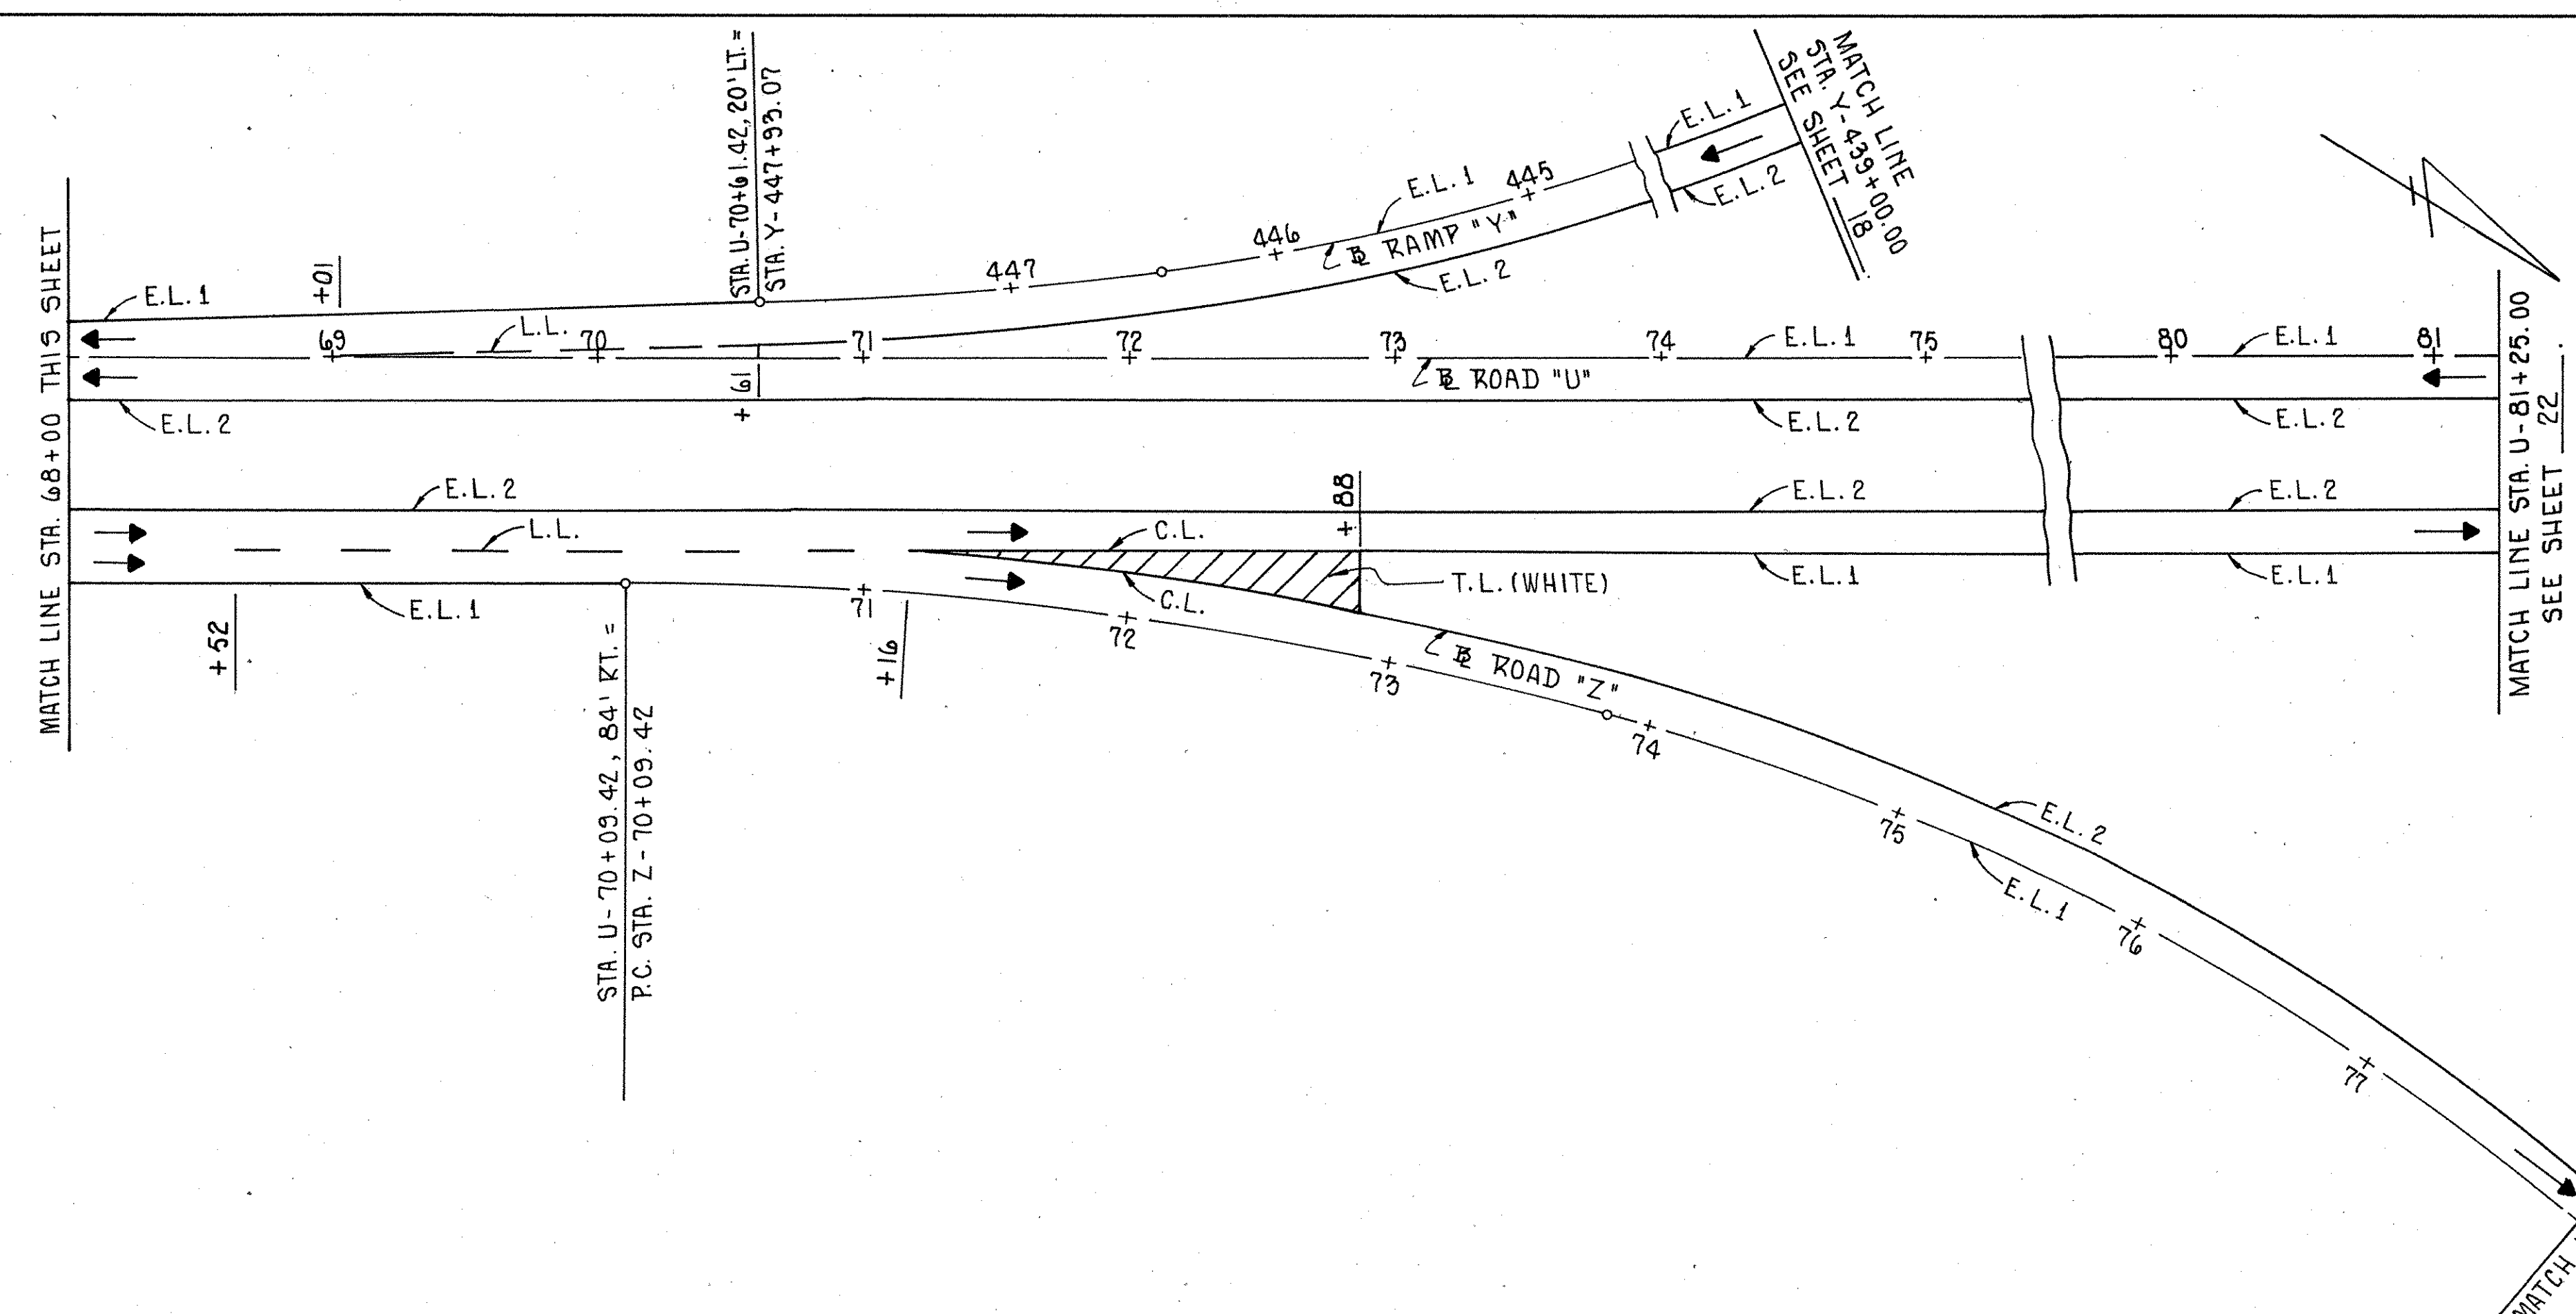 MATCH LINE STA. 68+00 THIS SHEET
E.L.1
+01
STA. U-70+61.42, 20' LT. =
STA. Y-447+93.07
447
446
445
E.L.1
℄ RAMP "Y"
E.L.2
E.L.1
E.L.2
MATCH LINE
STA. Y-439+00.00
SEE SHEET 18
L.L.
69
70
71
72
73
74
75
80
81
E.L.1
E.L.1
+61
ROAD "U"
E.L.2
E.L.2
E.L.2
MATCH LINE STA. U-81+25.00
SEE SHEET 22
E.L.2
E.L.2
E.L.2
L.L.
C.L.
+88
E.L.1
E.L.1
E.L.1
T.L. (WHITE)
C.L.
+52
STA. U-70+09.42, 84' RT. =
P.C. STA. Z-70+09.42
+16
71
72
73
74
75
76
77
ROAD "Z"
E.L.2
E.L.1
MATCH